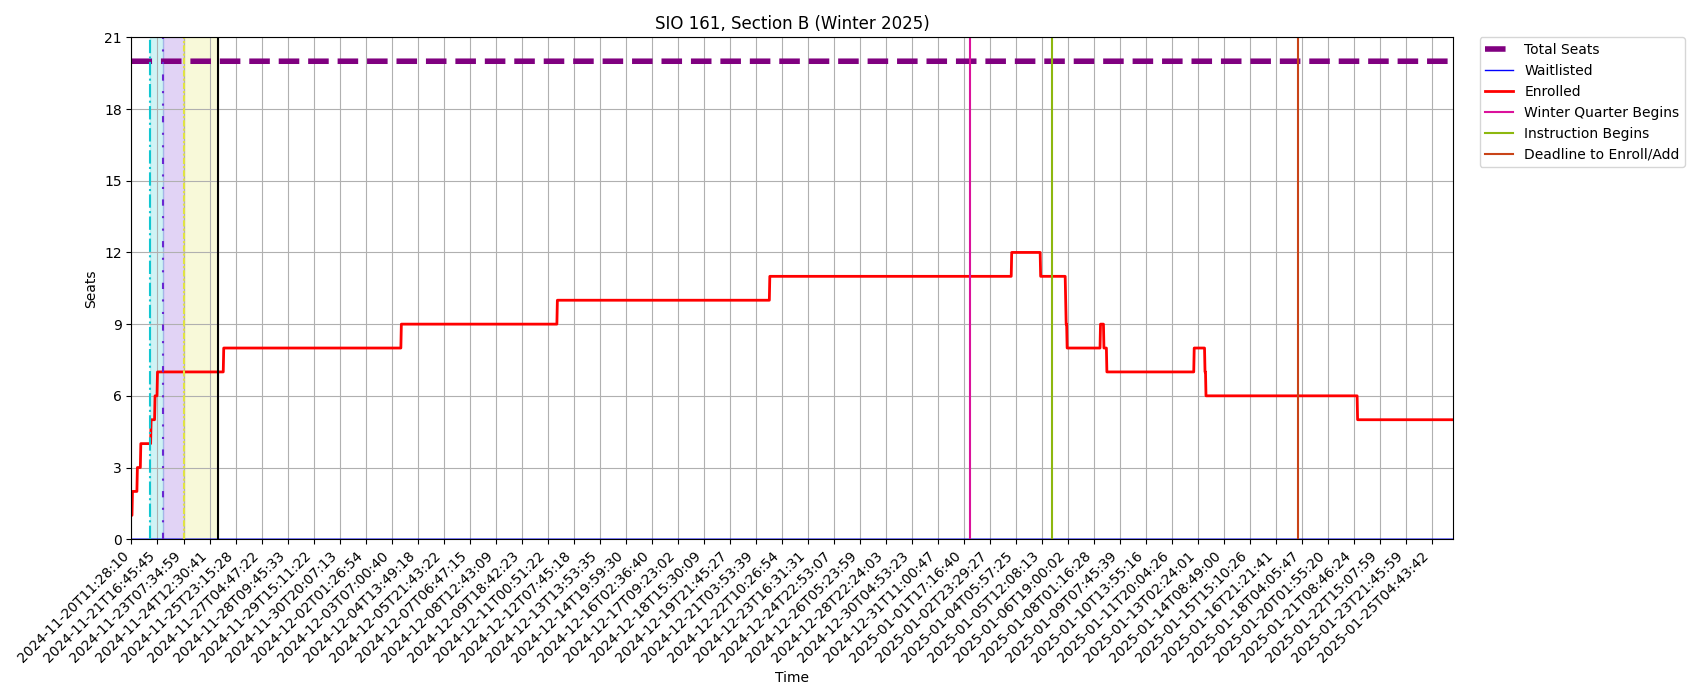 SIO 161, Section B (Winter 2025)
21
18
15
12
9
6
3
0
Seats
Total Seats
Waitlisted
Enrolled
Winter Quarter Begins
Instruction Begins
Deadline to Enroll/Add
2024-11-20T11:28:10
2024-11-21T16:45:45
2024-11-23T07:34:59
2024-11-24T12:30:41
2024-11-25T23:15:28
2024-11-27T04:47:22
2024-11-28T09:45:33
2024-11-29T15:11:22
2024-11-30T20:07:13
2024-12-02T01:26:54
2024-12-03T07:00:40
2024-12-04T13:49:18
2024-12-05T21:43:22
2024-12-07T06:47:15
2024-12-08T12:43:09
2024-12-09T18:42:23
2024-12-11T00:51:22
2024-12-12T07:45:18
2024-12-13T13:53:35
2024-12-14T19:59:30
2024-12-16T02:36:40
2024-12-17T09:23:02
2024-12-18T15:30:09
2024-12-19T21:45:27
2024-12-21T03:53:39
2024-12-22T10:26:54
2024-12-23T16:31:31
2024-12-24T22:53:07
2024-12-26T05:23:59
2024-12-28T22:24:03
2024-12-30T04:53:23
2024-12-31T11:00:47
2025-01-01T17:16:40
2025-01-02T23:29:27
2025-01-04T05:57:25
2025-01-05T12:08:13
2025-01-06T19:00:02
2025-01-08T01:16:28
2025-01-09T07:45:39
2025-01-10T13:55:16
2025-01-11T20:04:26
2025-01-13T02:24:01
2025-01-14T08:49:00
2025-01-15T15:10:26
2025-01-16T21:21:41
2025-01-18T04:05:47
2025-01-20T01:55:20
2025-01-21T08:46:24
2025-01-22T15:07:59
2025-01-23T21:45:59
2025-01-25T04:43:42
Time